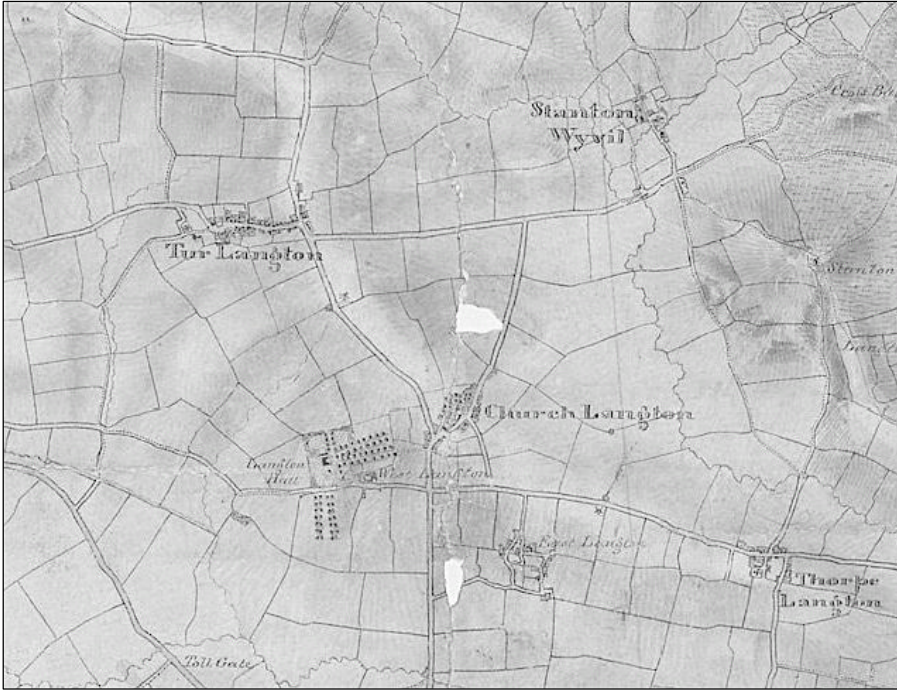 Stanton
Wyvil
Tur Langton
Stanton
Church Langton
Langton
Hall
West Langton
East Langton
Thorpe
Langton
Toll Gate